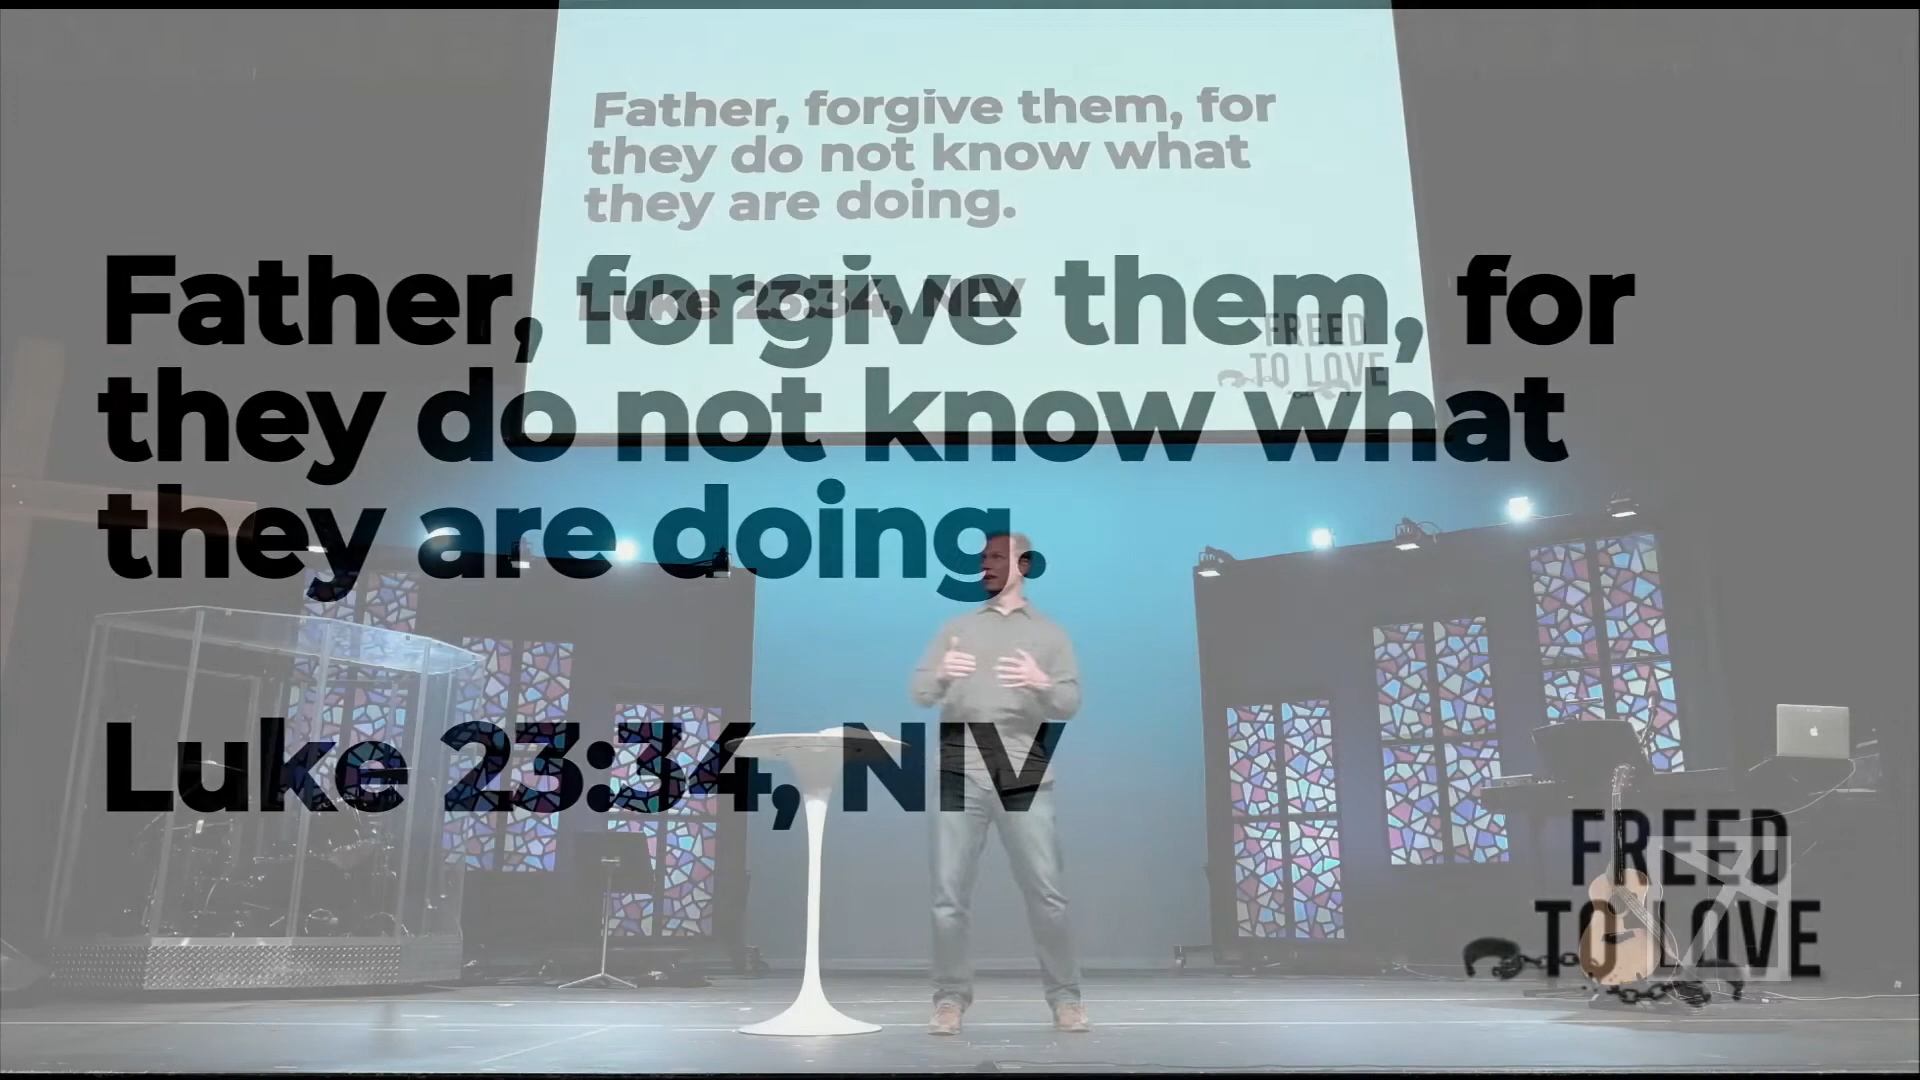 Father, forgive them, for
they do not know what
they are doing.
Luke 23:34, NIV
FREED
TO LOVE
Father, forgive them, for
they do not know what
they are doing.
Luke 23:34, NIV
FREED
TO LOVE